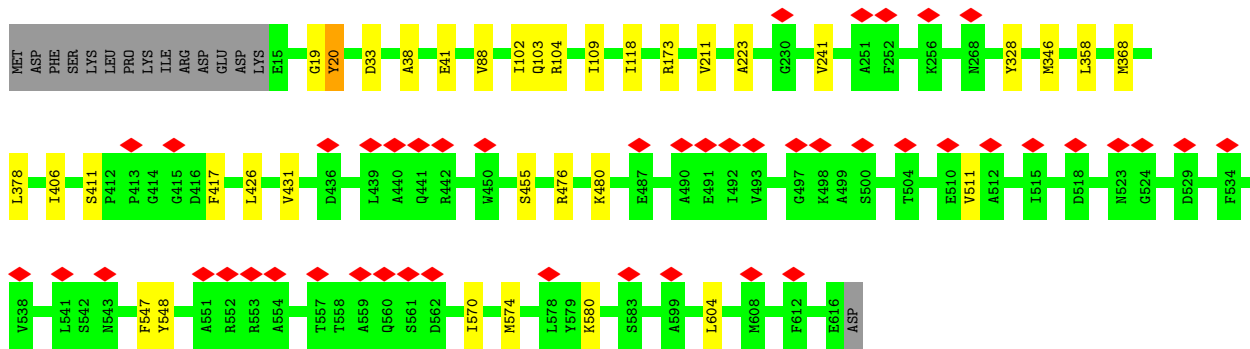 MET ASP PHE SER LYS LEU PRO LYS ILE ARG ASP GLU ASP LYS E15 G19 Y20 D33 A38 E41 V88 I102 Q103 R104 I109 I118 R173 V211 A223 G230 V241 A251 F252 K256 N268 Y328 M346 L358 M368
L378 I406 S411 P412 P413 G414 G415 D416 F417 L426 V431 D436 L439 A440 Q441 R442 W450 S455 R476 K480 E487 A490 E491 I492 V493 G497 K498 A499 S500 T504 E510 V511 A512 I515 D518 N523 G524 D529 F534
V538 L541 S542 N543 F547 Y548 A551 R552 R553 A554 T557 T558 A559 Q560 S561 D562 I570 M574 L578 Y579 K580 S583 A599 L604 M608 F612 E616 ASP